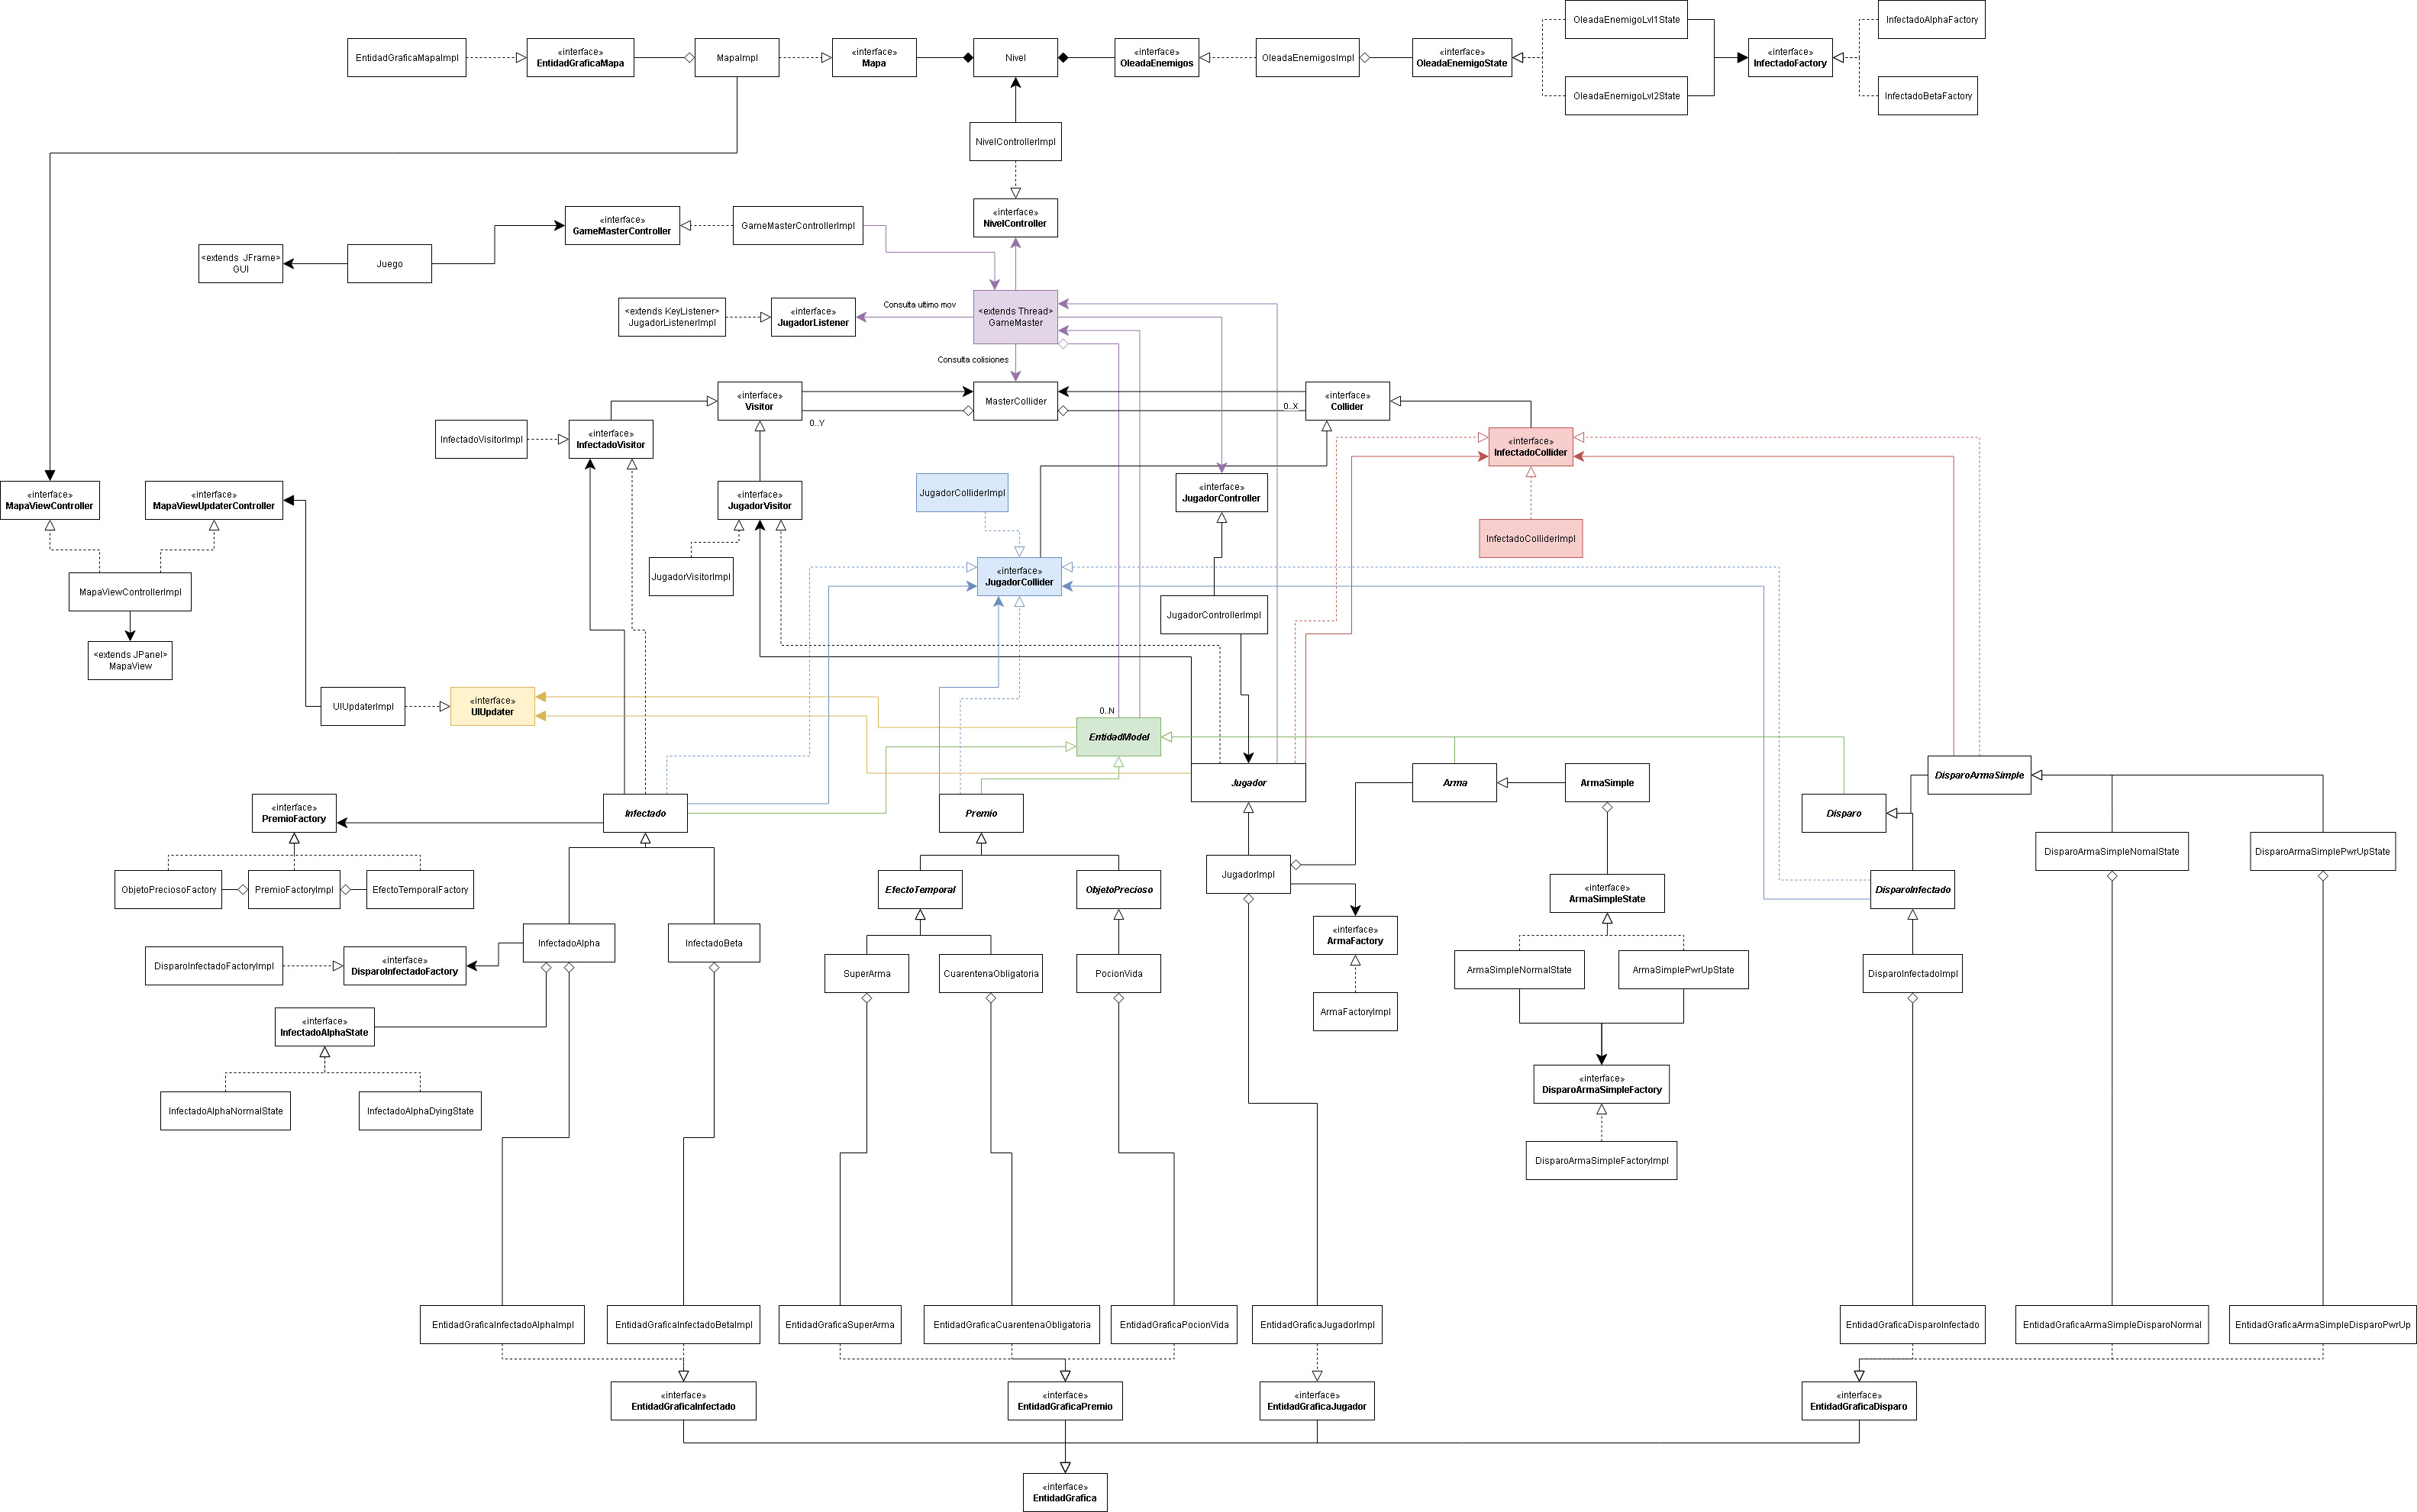 OleadaEnemigoLvl1State
InfectadoAlphaFactory
EntidadGraficaMapaImpl
«interface»
EntidadGraficaMapa
MapaImpl
«interface»
Mapa
Nivel
«interface»
OleadaEnemigos
OleadaEnemigosImpl
«interface»
OleadaEnemigoState
«interface»
InfectadoFactory
OleadaEnemigoLvl2State
InfectadoBetaFactory
NivelControllerImpl
«interface»
NivelController
«interface»
GameMasterController
GameMasterControllerImpl
<extends JFrame>
GUI
Juego
<extends KeyListener>
JugadorListenerImpl
«interface»
JugadorListener
Consulta ultimo mov
<extends Thread>
GameMaster
Consulta colisiones
«interface»
Visitor
MasterCollider
«interface»
Collider
0..X
0..Y
InfectadoVisitorImpl
«interface»
InfectadoVisitor
«interface»
InfectadoCollider
«interface»
MapaViewController
«interface»
MapaViewUpdaterController
«interface»
JugadorVisitor
JugadorColliderImpl
«interface»
JugadorController
InfectadoColliderImpl
JugadorVisitorImpl
«interface»
JugadorCollider
MapaViewControllerImpl
JugadorControllerImpl
<extends JPanel>
MapaView
UIUpdaterImpl
«interface»
UIUpdater
0..N
EntidadModel
Jugador
Arma
ArmaSimple
DisparoArmaSimple
«interface»
PremioFactory
Infectado
Premio
Disparo
DisparoArmaSimpleNomalState
DisparoArmaSimplePwrUpState
ObjetoPreciosoFactory
PremioFactoryImpl
EfectoTemporalFactory
EfectoTemporal
ObjetoPrecioso
JugadorImpl
«interface»
ArmaSimpleState
DisparoInfectado
InfectadoAlpha
InfectadoBeta
«interface»
ArmaFactory
DisparoInfectadoFactoryImpl
«interface»
DisparoInfectadoFactory
SuperArma
CuarentenaObligatoria
PocionVida
ArmaSimpleNormalState
ArmaSimplePwrUpState
DisparoInfectadoImpl
«interface»
InfectadoAlphaState
ArmaFactoryImpl
«interface»
DisparoArmaSimpleFactory
InfectadoAlphaNormalState
InfectadoAlphaDyingState
DisparoArmaSimpleFactoryImpl
EntidadGraficaInfectadoAlphaImpl
EntidadGraficaInfectadoBetaImpl
EntidadGraficaSuperArma
EntidadGraficaCuarentenaObligatoria
EntidadGraficaPocionVida
EntidadGraficaJugadorImpl
EntidadGraficaDisparoInfectado
EntidadGraficaArmaSimpleDisparoNormal
EntidadGraficaArmaSimpleDisparoPwrUp
«interface»
EntidadGraficaInfectado
«interface»
EntidadGraficaPremio
«interface»
EntidadGraficaJugador
«interface»
EntidadGraficaDisparo
«interface»
EntidadGrafica